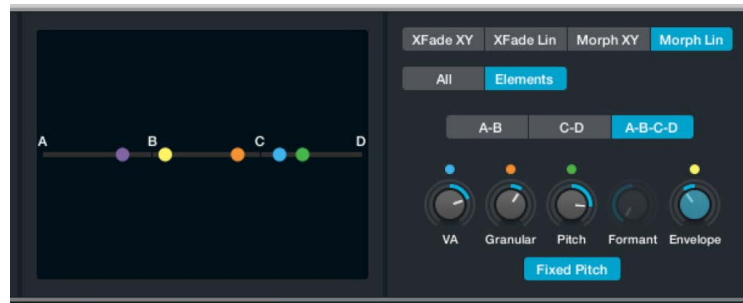 XFade XY XFade Lin Morph XY Morph Lin
All Elements
A-B C-D A-B-C-D
A B C D
VA Granular Pitch Formant Envelope
Fixed Pitch